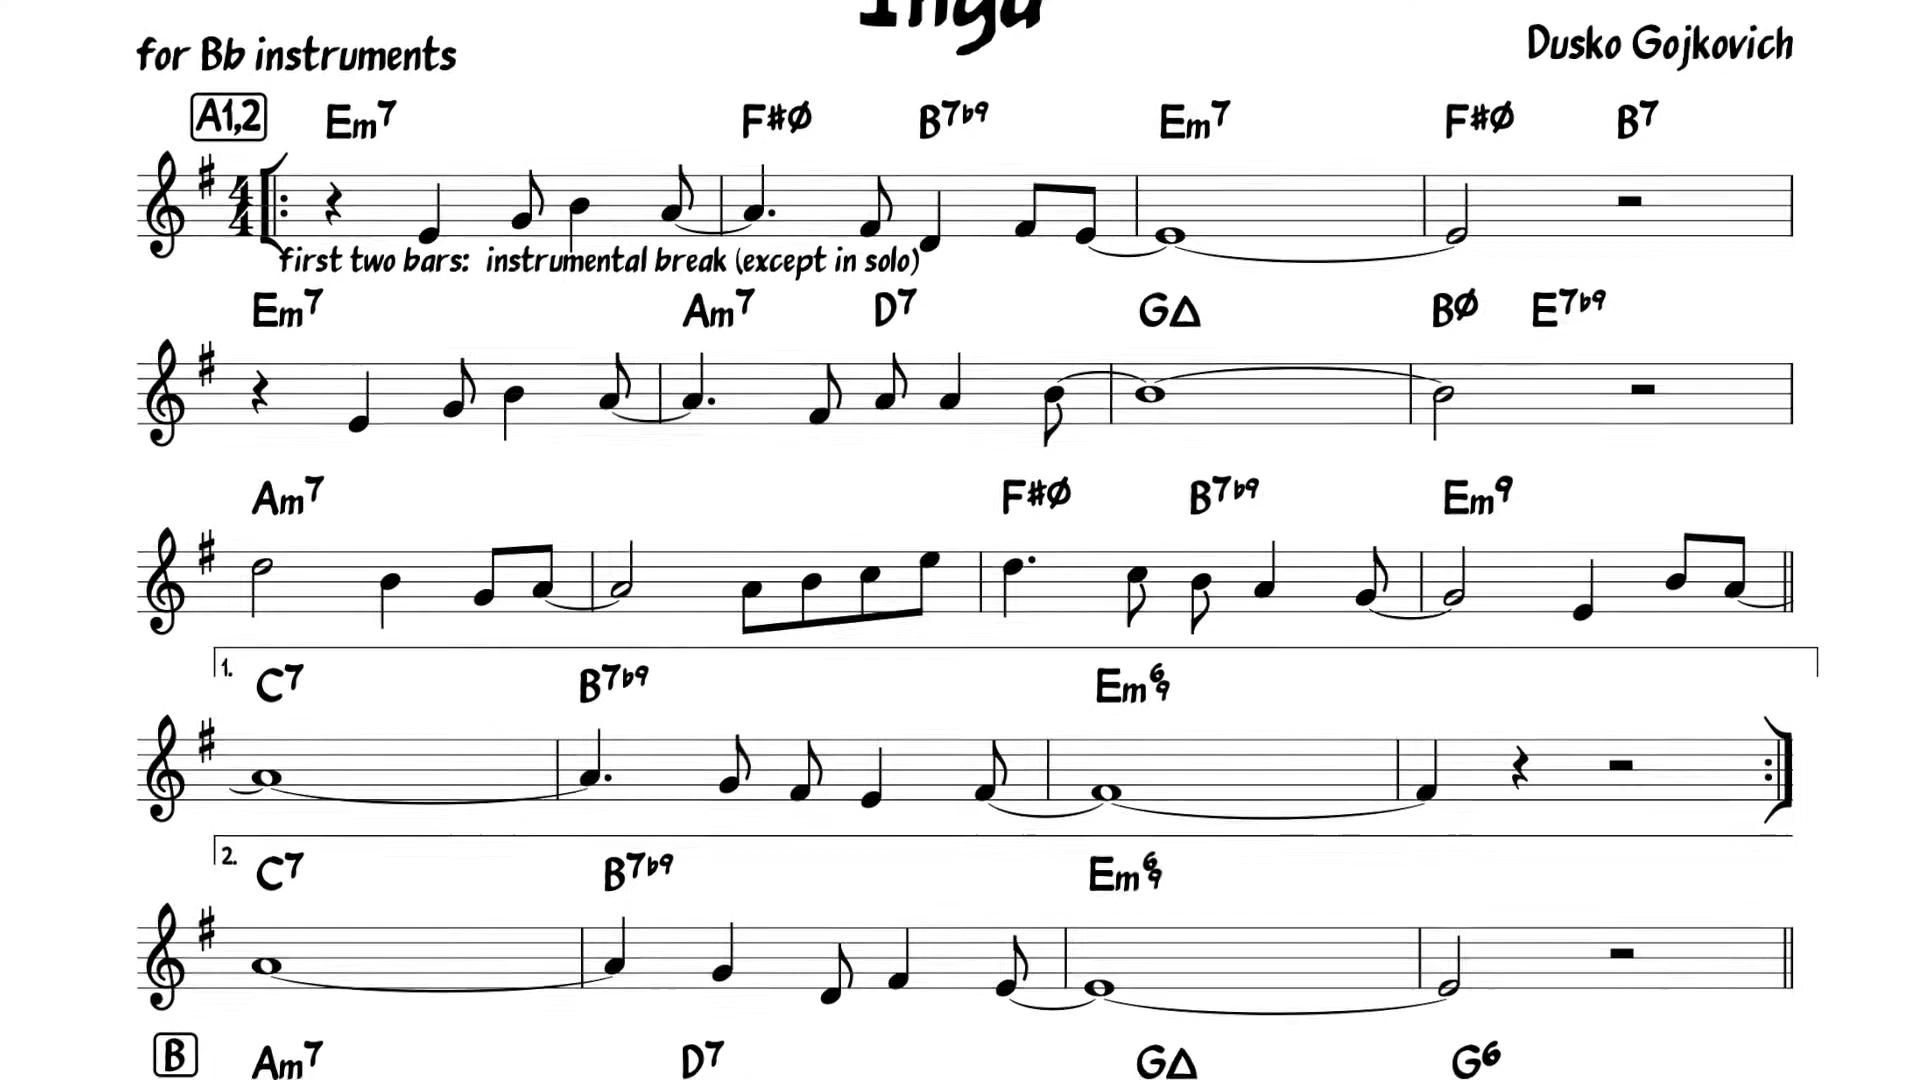 Inga
for Bb instruments
Dusko Gojkovich
A1,2 Em7 F#ø B7b9 Em7 F#ø B7
first two bars: instrumental break (except in solo)
Em7 Am7 D7 G△ Bø E7b9
Am7 F#ø B7b9 Em9
1. C7 B7b9 Em6/9
2. C7 B7b9 Em6/9
B Am7 D7 G△ G6